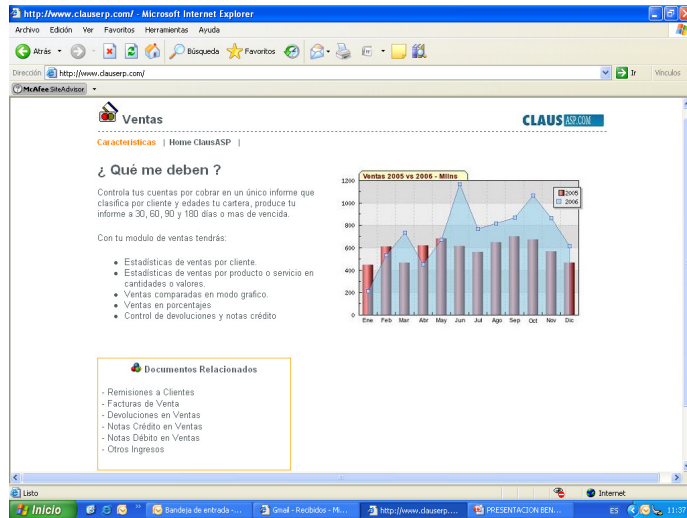 http://www.clauserp.com/ - Microsoft Internet Explorer
Archivo Edición Ver Favoritos Herramientas Ayuda
Atrás Búsqueda Favoritos
Dirección http://www.clauserp.com/ Ir Vínculos
McAfee SiteAdvisor
Ventas
CLAUS ASP.COM
Caracteristicas | Home ClausASP |
¿ Qué me deben ?
Controla tus cuentas por cobrar en un único informe que
clasifica por cliente y edades tu cartera, produce tu
informe a 30, 60, 90 y 180 días o mas de vencida.
Con tu modulo de ventas tendrás:
• Estadísticas de ventas por cliente.
• Estadísticas de ventas por producto o servicio en
cantidades o valores.
• Ventas comparadas en modo grafico.
• Ventas en porcentajes
• Control de devoluciones y notas crédito
Ventas 2005 vs 2006 - Mllns
1200
1000
800
600
400
200
0
2005
2006
Ene Feb Mar Abr May Jun Jul Ago Sep Oct Nov Dic
Documentos Relacionados
- Remisiones a Clientes
- Facturas de Venta
- Devoluciones en Ventas
- Notas Crédito en Ventas
- Notas Débito en Ventas
- Otros Ingresos
Listo Internet
Inicio Bandeja de entrada -... Gmail - Recibidos - Mi... http://www.clauserp.... PRESENTACION BEN... ES 11:37